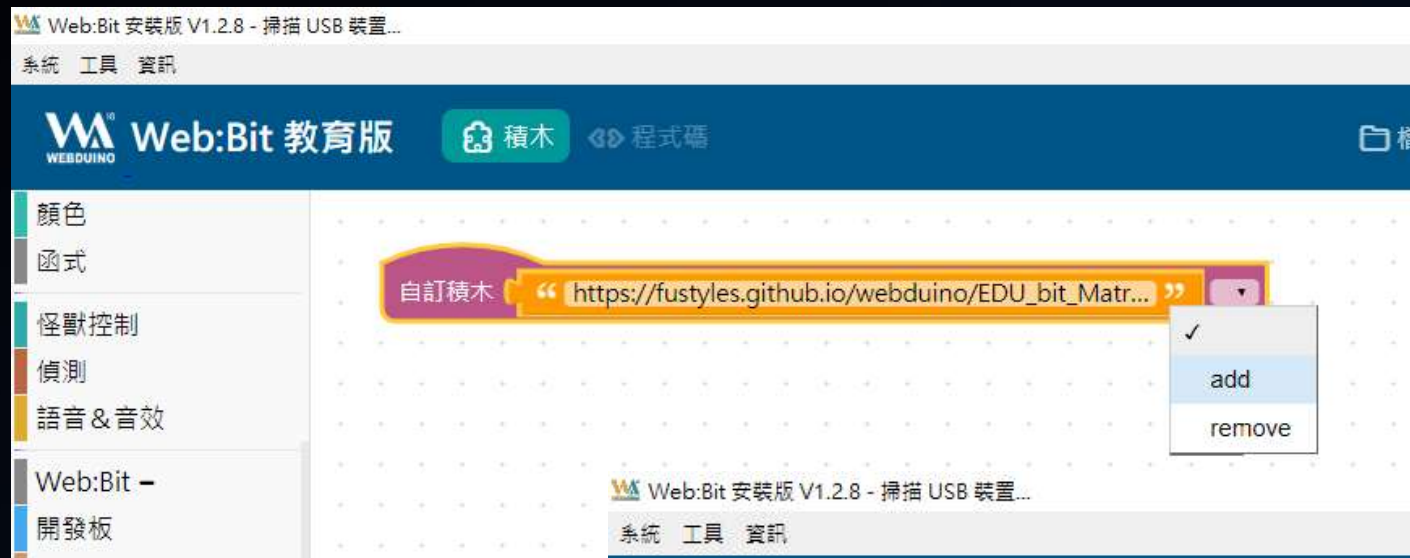 Web:Bit 安裝版 V1.2.8 - 掃描 USB 裝置...
系統 工具 資訊
WEBDUINO Web:Bit 教育版 積木 程式碼
顏色
函式
自訂積木 “ https://fustyles.github.io/webduino/EDU_bit_Matr... ”
怪獸控制
✓
偵測
add
語音&音效
remove
Web:Bit –
Web:Bit 安裝版 V1.2.8 - 掃描 USB 裝置...
開發板
系統 工具 資訊